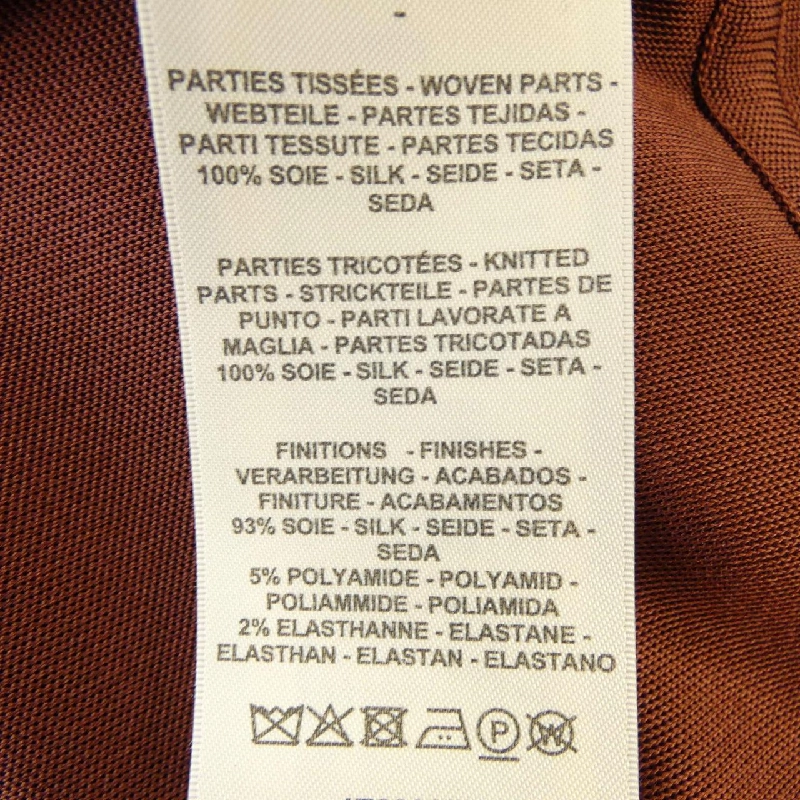 -
PARTIES TISSÉES - WOVEN PARTS -
WEBTEILE - PARTES TEJIDAS -
PARTI TESSUTE - PARTES TECIDAS
100% SOIE - SILK - SEIDE - SETA -
SEDA
PARTIES TRICOTÉES - KNITTED
PARTS - STRICKTEILE - PARTES DE
PUNTO - PARTI LAVORATE A
MAGLIA - PARTES TRICOTADAS
100% SOIE - SILK - SEIDE - SETA -
SEDA
FINITIONS - FINISHES -
VERARBEITUNG - ACABADOS -
FINITURE - ACABAMENTOS
93% SOIE - SILK - SEIDE - SETA -
SEDA
5% POLYAMIDE - POLYAMID -
POLIAMMIDE - POLIAMIDA
2% ELASTHANNE - ELASTANE -
ELASTHAN - ELASTAN - ELASTANO
P W